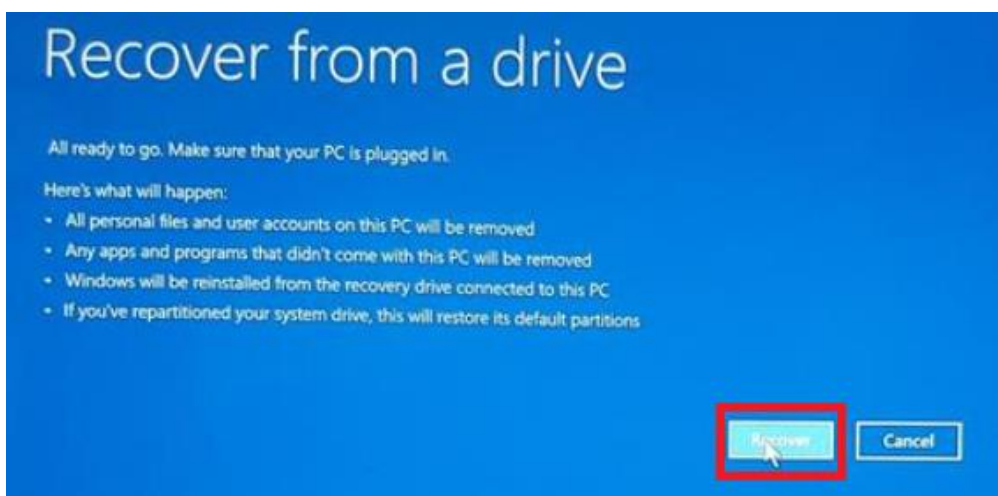 Recover from a drive
All ready to go. Make sure that your PC is plugged in.
Here's what will happen:
• All personal files and user accounts on this PC will be removed
• Any apps and programs that didn't come with this PC will be removed
• Windows will be reinstalled from the recovery drive connected to this PC
• If you've repartitioned your system drive, this will restore its default partitions
Recover
Cancel